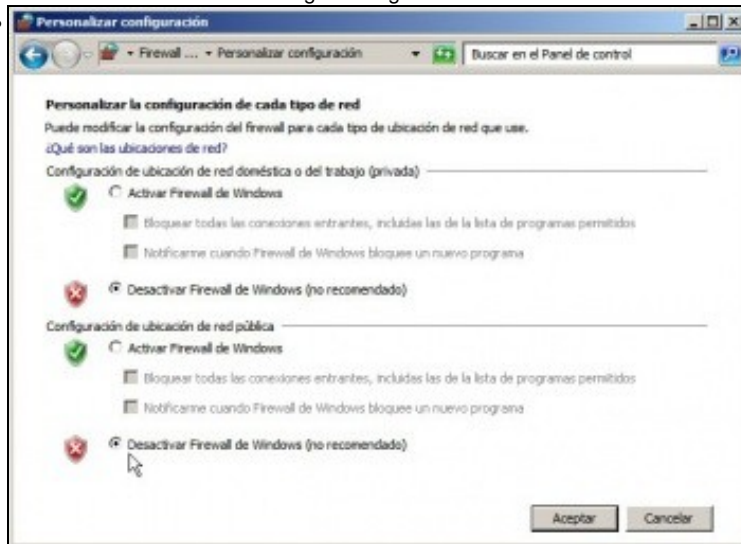 Personalizar configuración
Firewall ... Personalizar configuración
Buscar en el Panel de control
Personalizar la configuración de cada tipo de red
Puede modificar la configuración del firewall para cada tipo de ubicación de red que use.
¿Qué son las ubicaciones de red?
Configuración de ubicación de red doméstica o del trabajo (privada)
Activar Firewall de Windows
Bloquear todas las conexiones entrantes, incluidas las de la lista de programas permitidos
Notificarme cuando Firewall de Windows bloquee un nuevo programa
Desactivar Firewall de Windows (no recomendado)
Configuración de ubicación de red pública
Activar Firewall de Windows
Bloquear todas las conexiones entrantes, incluidas las de la lista de programas permitidos
Notificarme cuando Firewall de Windows bloquee un nuevo programa
Desactivar Firewall de Windows (no recomendado)
Aceptar Cancelar